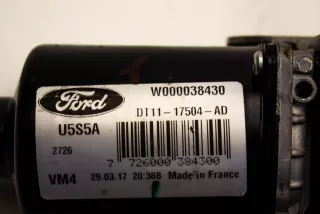 Ford
W000038430
DT11-17504-AD
U5S5A
2726
7 726000 384300
VM4 29.03.17 20:38B Made in France